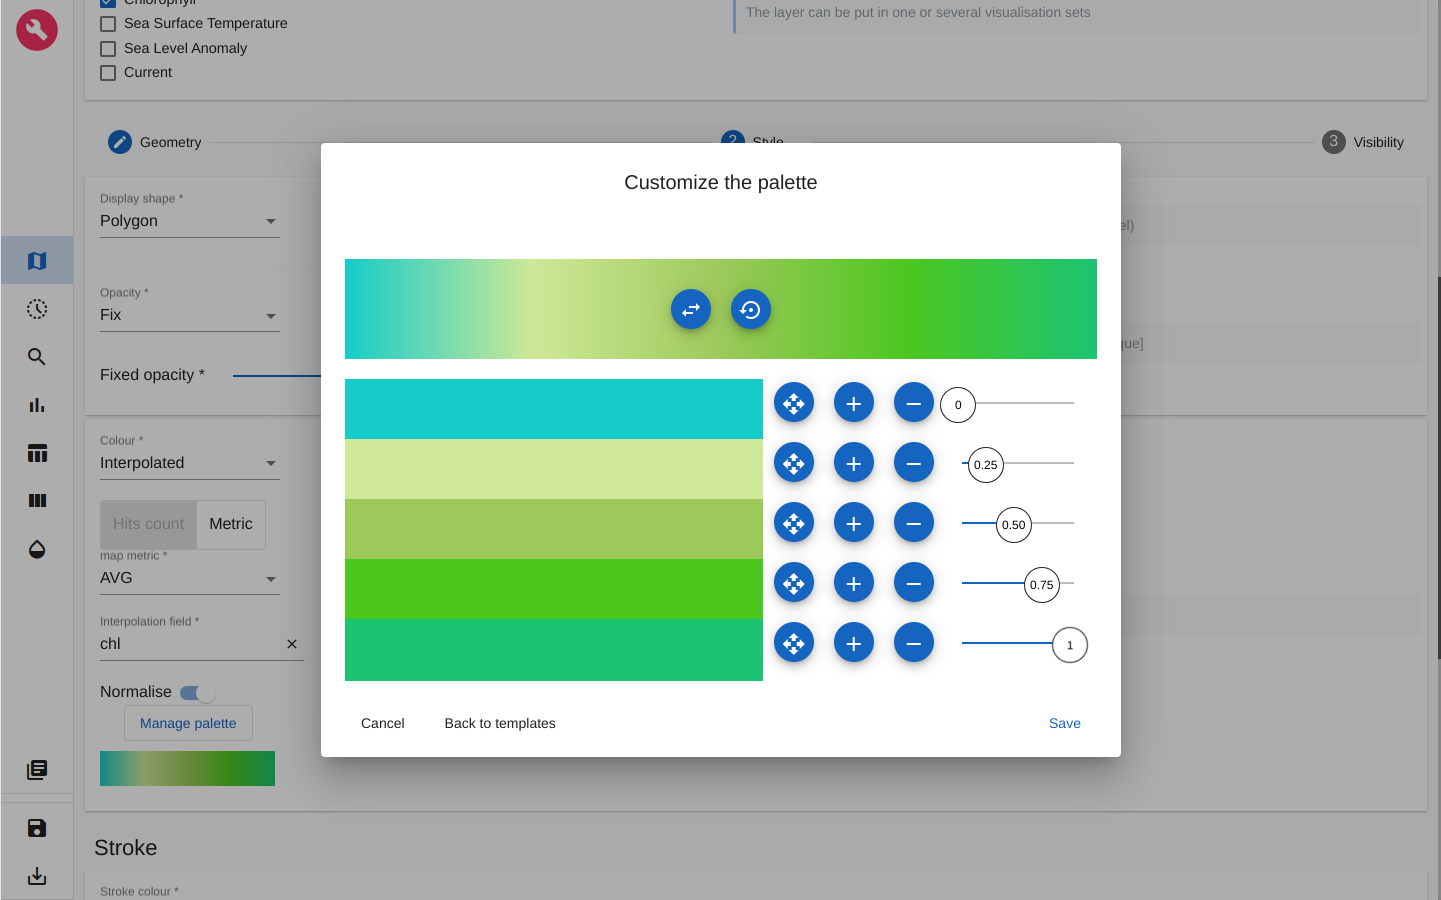 Chlorophyll
Sea Surface Temperature
Sea Level Anomaly
Current
The layer can be put in one or several visualisation sets
Geometry
2 Style
3 Visibility
Customize the palette
Display shape *
Polygon
el)
Opacity *
Fix
que]
Fixed opacity *
0
Colour *
Interpolated
0.25
Hits count Metric
0.50
map metric *
AVG
0.75
Interpolation field *
chl
1
Normalise
Manage palette
Cancel Back to templates Save
Stroke
Stroke colour *